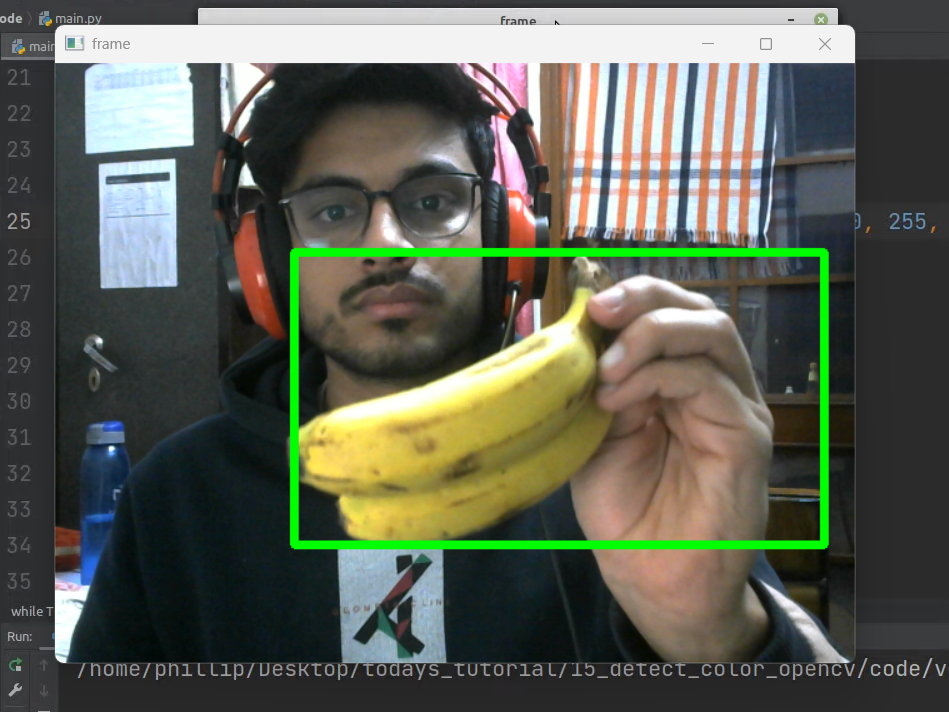 ode 〉 main.py
frame
main
frame
21
22
23
24
25
0, 255,
26
27
28
29
30
31
32
33
34
35
while T
Run:
/home/phillip/Desktop/todays_tutorial/15_detect_color_opencv/code/v